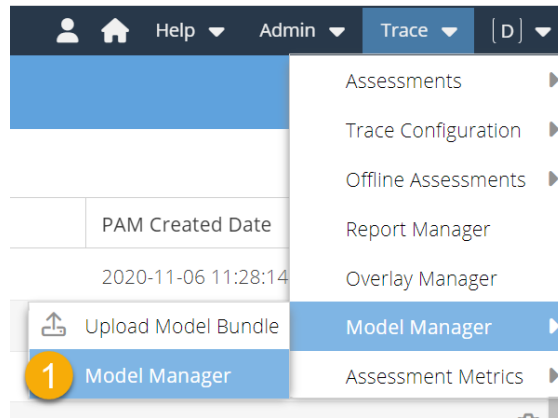 Help Admin Trace [D]
Assessments
Trace Configuration
Offline Assessments
PAM Created Date
Report Manager
2020-11-06 11:28:14
Overlay Manager
Upload Model Bundle
Model Manager
1 Model Manager
Assessment Metrics